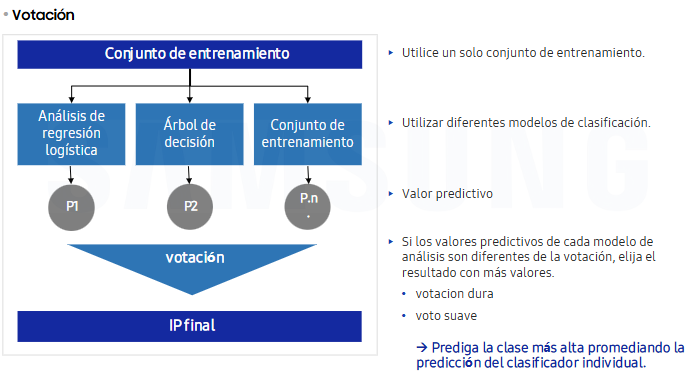 • Votación
Conjunto de entrenamiento
Análisis de
regresión
logística
Árbol de
decisión
Conjunto de
entrenamiento
P1
P2
P.n
.
votación
IP final
▸ Utilice un solo conjunto de entrenamiento.
▸ Utilizar diferentes modelos de clasificación.
▸ Valor predictivo
▸ Si los valores predictivos de cada modelo de
análisis son diferentes de la votación, elija el
resultado con más valores.
• votacion dura
• voto suave
→ Prediga la clase más alta promediando la
predicción del clasificador individual.
SAMSUNG